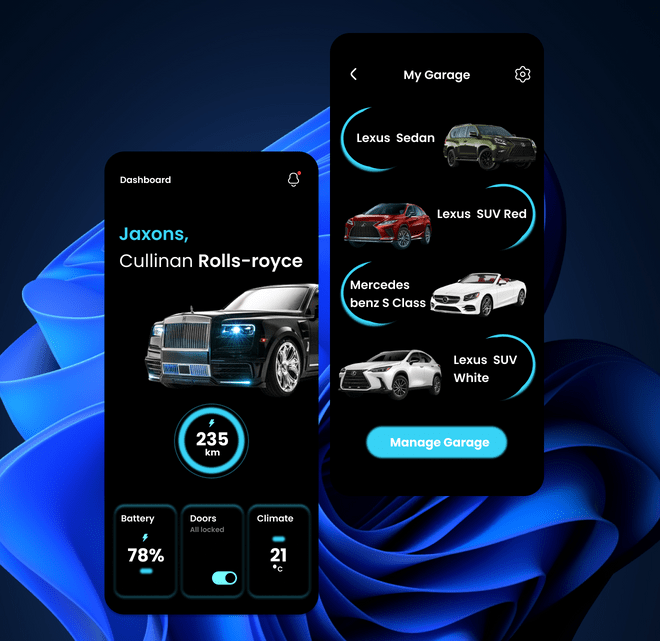 Dashboard
Jaxons,
Cullinan Rolls-royce
235
km
Battery
78%
Doors
All locked
Climate
21
°C
My Garage
Lexus Sedan
Lexus SUV Red
Mercedes
benz S Class
Lexus SUV
White
Manage Garage